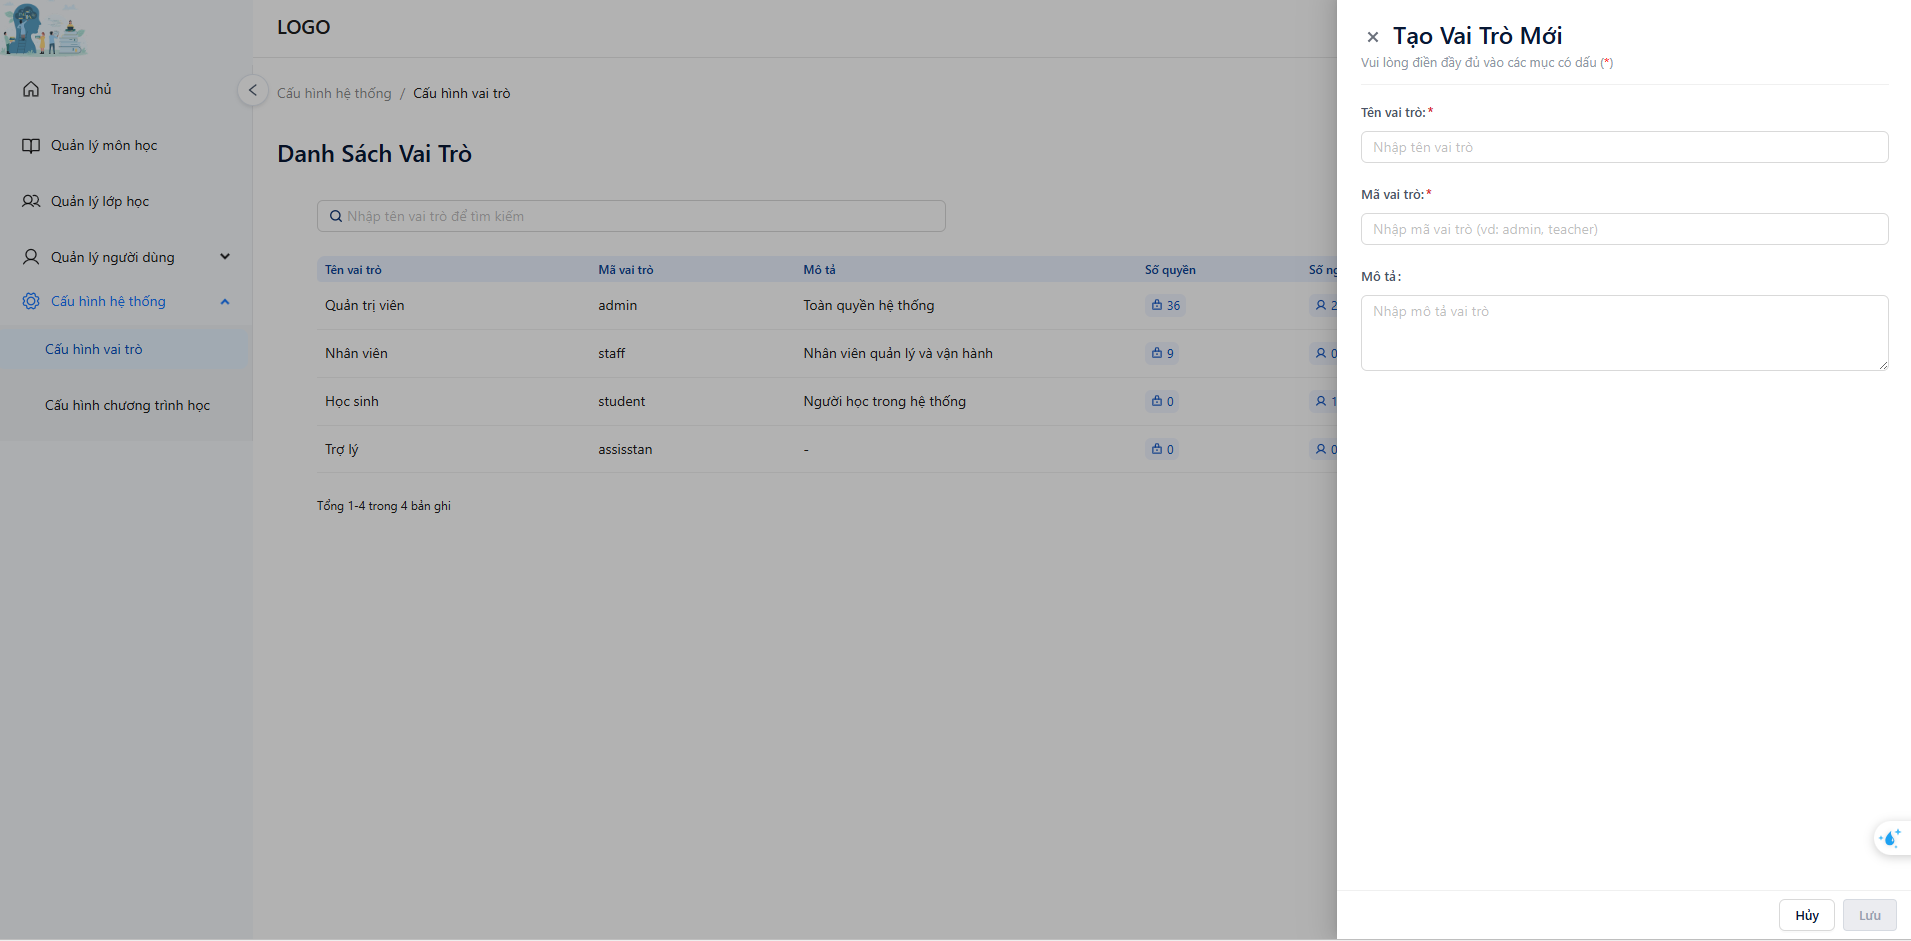 LOGO
Trang chủ
Quản lý môn học
Quản lý lớp học
Quản lý người dùng
Cấu hình hệ thống
Cấu hình vai trò
Cấu hình chương trình học
Cấu hình hệ thống / Cấu hình vai trò
Danh Sách Vai Trò
Nhập tên vai trò để tìm kiếm
Tên vai trò Mã vai trò Mô tả Số quyền Số
Quản trị viên admin Toàn quyền hệ thống 36 2
Nhân viên staff Nhân viên quản lý và vận hành 9 0
Học sinh student Người học trong hệ thống 0 1
Trợ lý assisstan - 0 0
Tổng 1-4 trong 4 bản ghi
Tạo Vai Trò Mới
Vui lòng điền đầy đủ vào các mục có dấu (*)
Tên vai trò:*
Nhập tên vai trò
Mã vai trò:*
Nhập mã vai trò (vd: admin, teacher)
Mô tả:
Nhập mô tả vai trò
Hủy Lưu